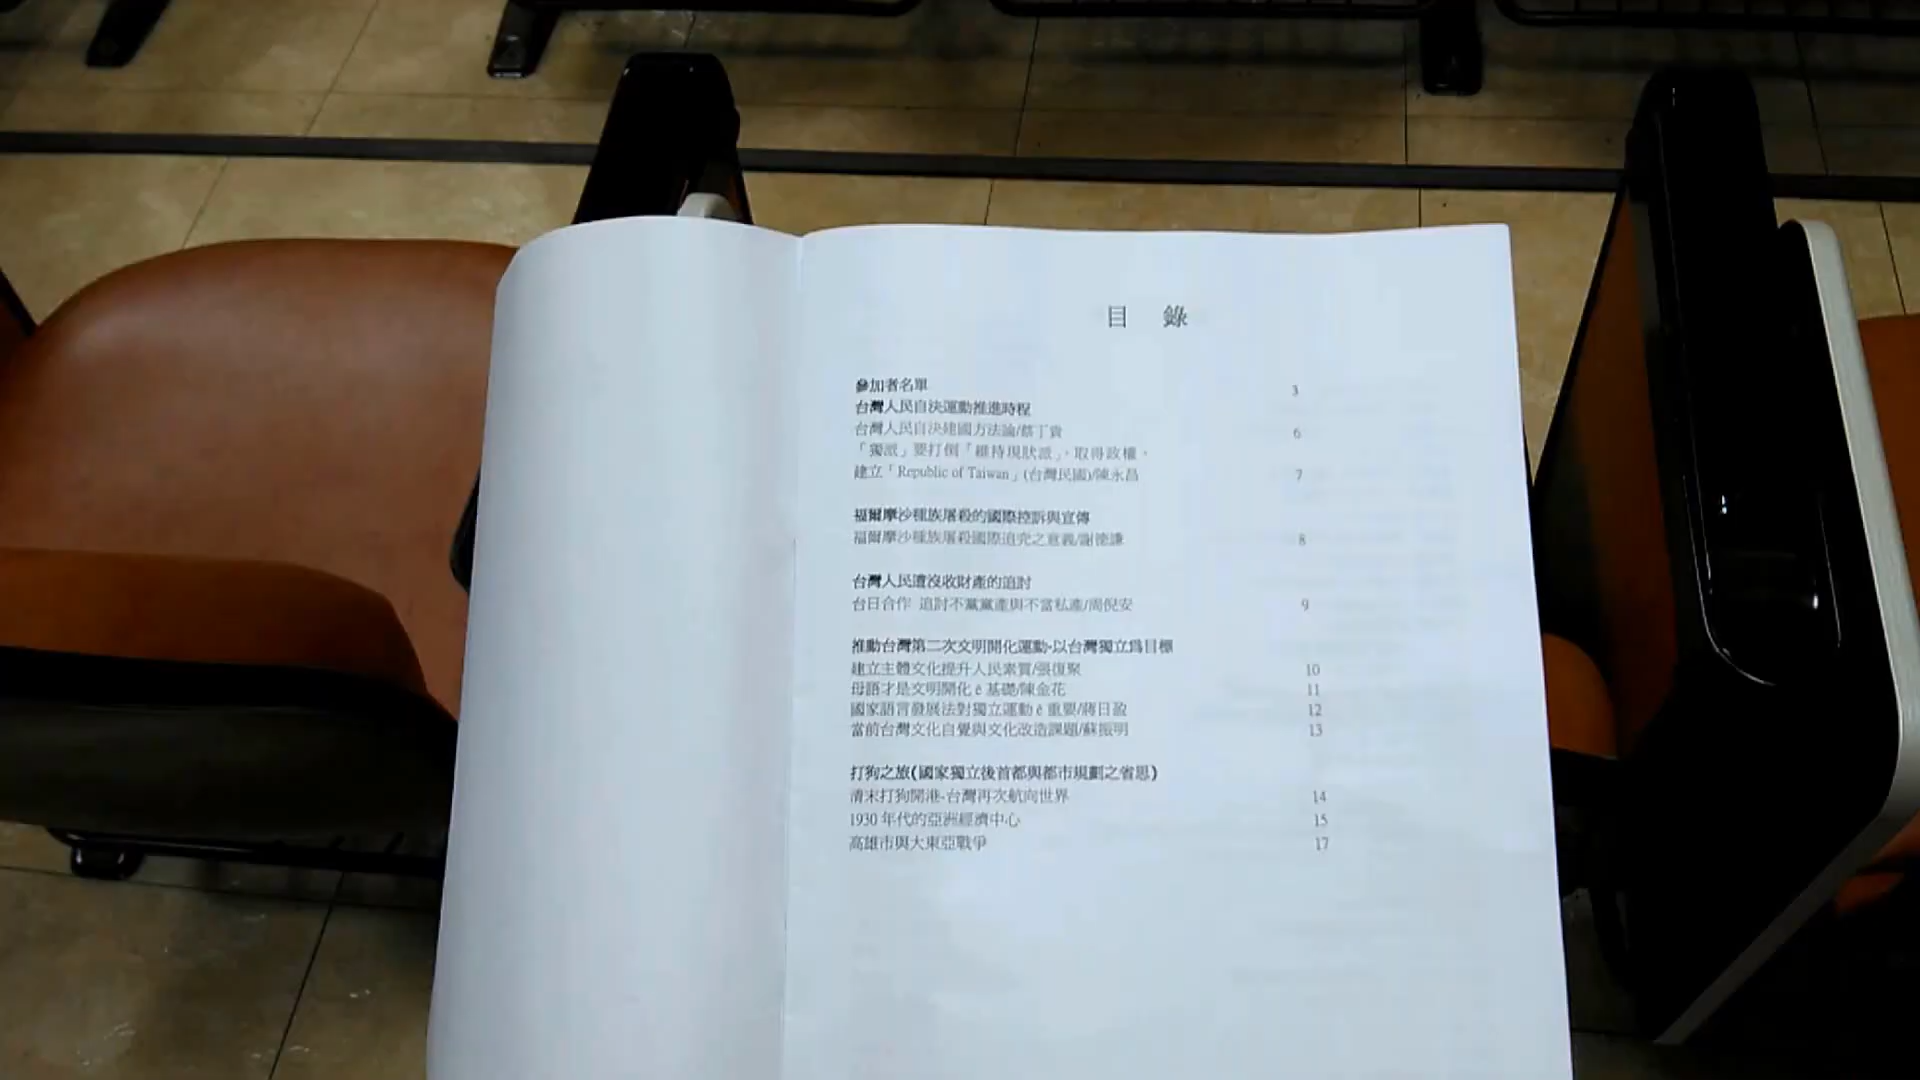 目 錄
參加者名單 3
台灣人民自決運動推進時程
台灣人民自決建國方法論/蔡丁貴 6
「獨派」要打倒「維持現狀派」，取得政權，
建立「Republic of Taiwan」(台灣民國)/陳永昌 7
福爾摩沙種族屠殺的國際控訴與宣傳
福爾摩沙種族屠殺國際追究之意義/謝德謙 8
台灣人民遭沒收財產的追討
台日合作 追討不黨黨產與不當私產/周倪安 9
推動台灣第二次文明開化運動-以台灣獨立爲目標
建立主體文化提升人民素質/張復聚 10
母語才是文明開化 ê 基礎/陳金花 11
國家語言發展法對獨立運動 ê 重要/蔣日盈 12
當前台灣文化自覺與文化改造課題/蘇振明 13
打狗之旅(國家獨立後首都與都市規劃之省思)
清末打狗開港-台灣再次航向世界 14
1930 年代的亞洲經濟中心 15
高雄市與大東亞戰爭 17